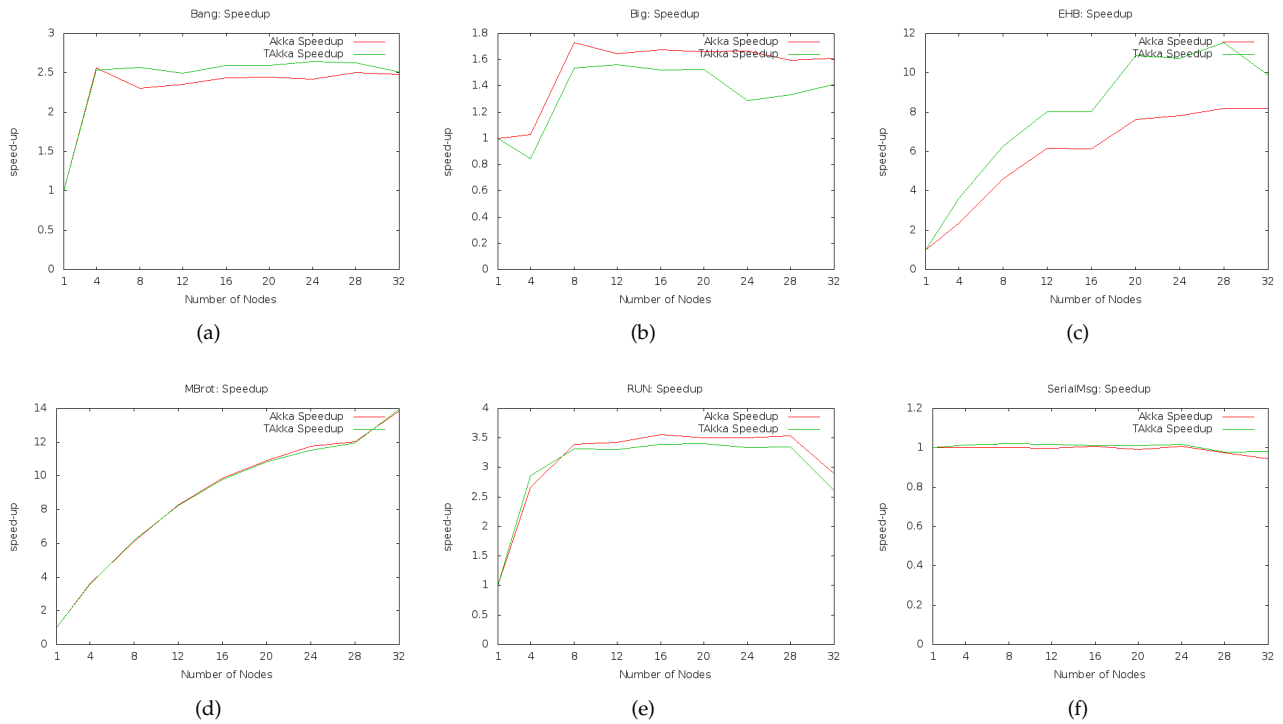 Bang: Speedup
3
2.5
2
1.5
1
0.5
0
speed-up
Akka Speedup
TAkka Speedup
1 4 8 12 16 20 24 28 32
Number of Nodes
(a)
Big: Speedup
1.8
1.6
1.4
1.2
1
0.8
0.6
0.4
0.2
0
speed-up
Akka Speedup
TAkka Speedup
1 4 8 12 16 20 24 28 32
Number of Nodes
(b)
EHB: Speedup
12
10
8
6
4
2
0
speed-up
Akka Speedup
TAkka Speedup
1 4 8 12 16 20 24 28 32
Number of Nodes
(c)
MBrot: Speedup
14
12
10
8
6
4
2
0
speed-up
Akka Speedup
TAkka Speedup
1 4 8 12 16 20 24 28 32
Number of Nodes
(d)
RUN: Speedup
4
3.5
3
2.5
2
1.5
1
0.5
0
speed-up
Akka Speedup
TAkka Speedup
1 4 8 12 16 20 24 28 32
Number of Nodes
(e)
SerialMsg: Speedup
1.2
1
0.8
0.6
0.4
0.2
0
speed-up
Akka Speedup
TAkka Speedup
1 4 8 12 16 20 24 28 32
Number of Nodes
(f)